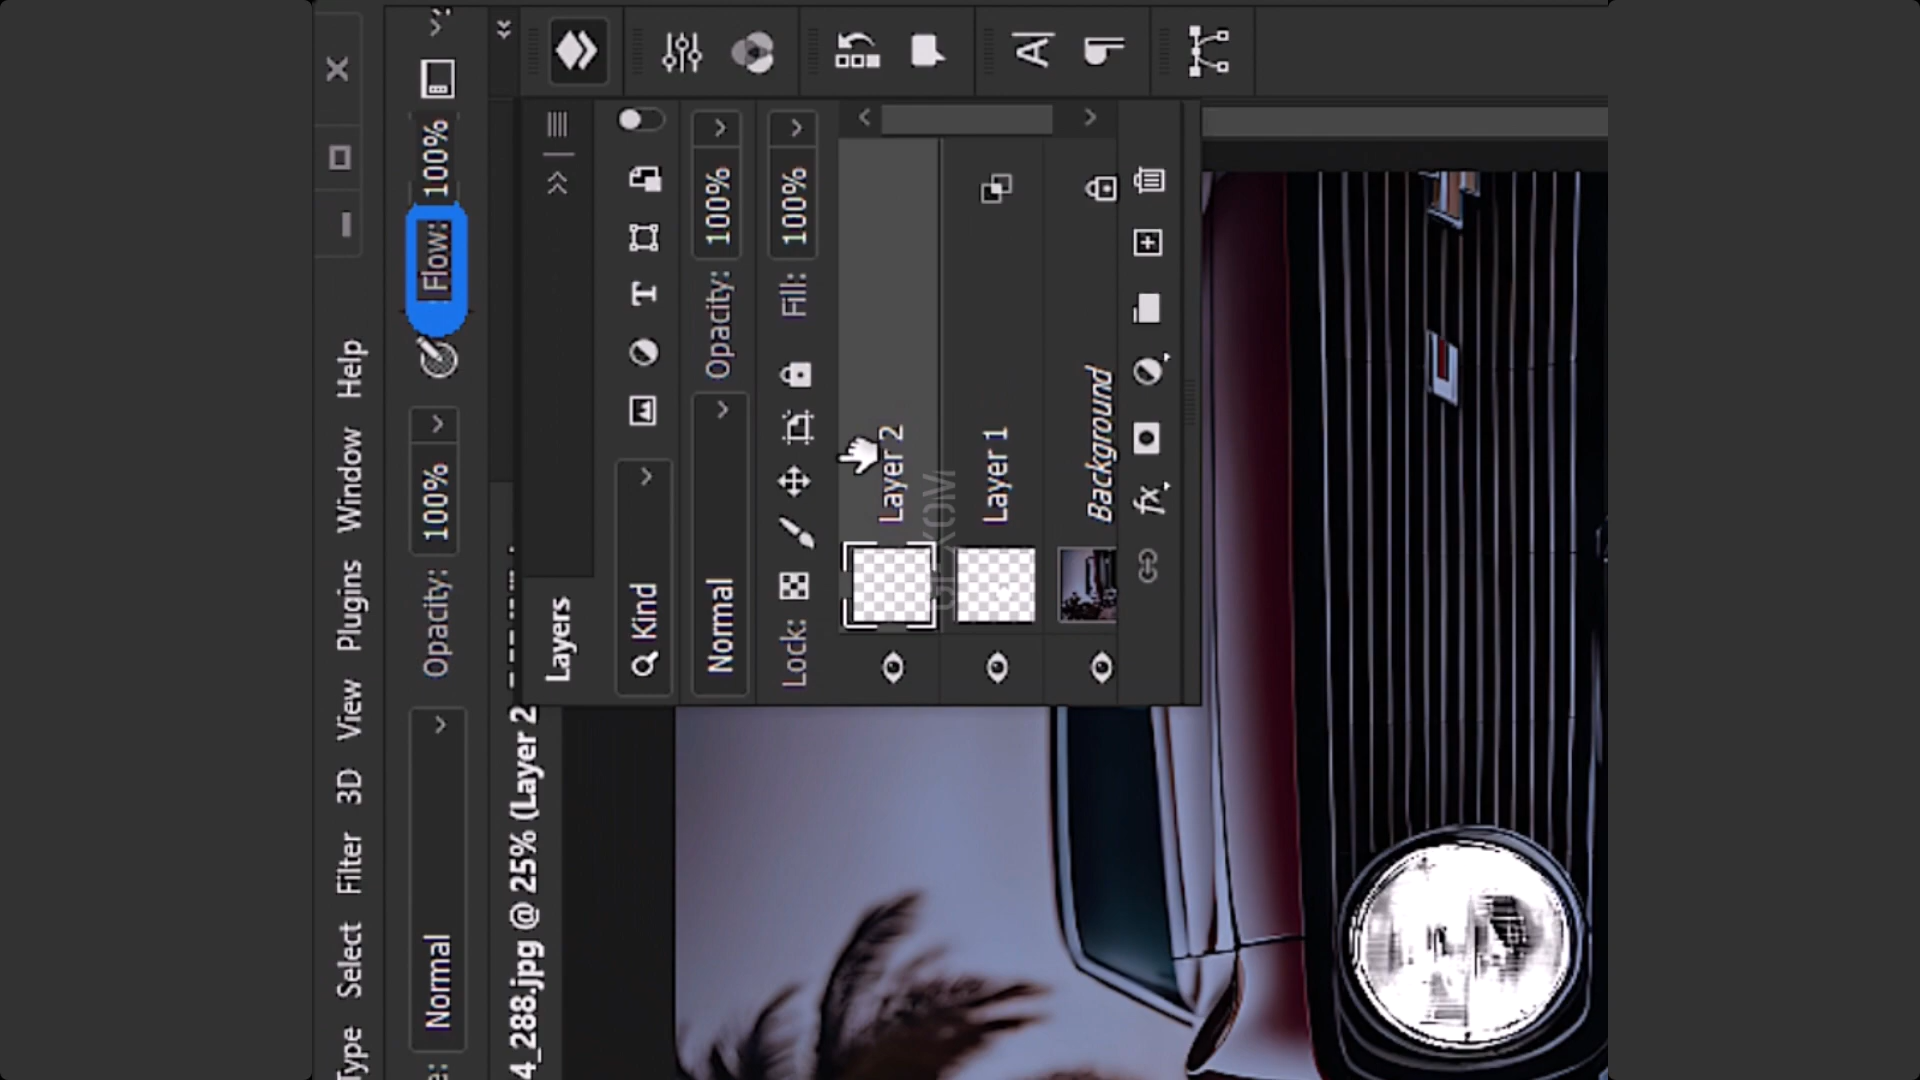 Type Select Filter 3D View Plugins Window Help
e: Normal Opacity: 100% Flow: 100%
4_288.jpg @ 25% (Layer 2
Layers
Kind
Normal Opacity: 100%
Lock: Fill: 100%
Layer 2
Layer 1
Background
fx